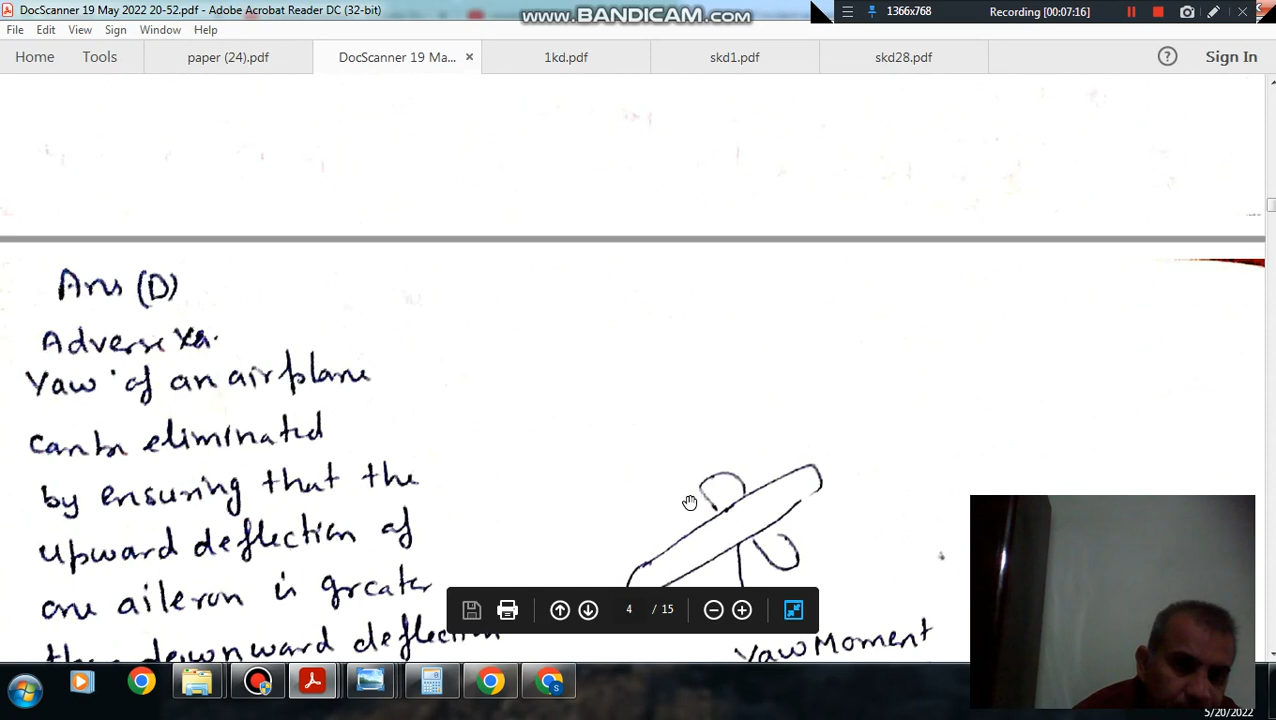 DocScanner 19 May 2022 20-52.pdf - Adobe Acrobat Reader DC (32-bit)
www.BANDICAM.com
1366x768
Recording [00:07:16]
File Edit View Sign Window Help
Home Tools paper (24).pdf DocScanner 19 Ma... × 1kd.pdf skd1.pdf skd28.pdf ? Sign In
Ans (D)
Adverse
Yaw of an airplane
can be eliminated
by ensuring that the
upward deflection of
one aileron is greater
the downward deflection
Yaw Moment
4 / 15
5/20/2022